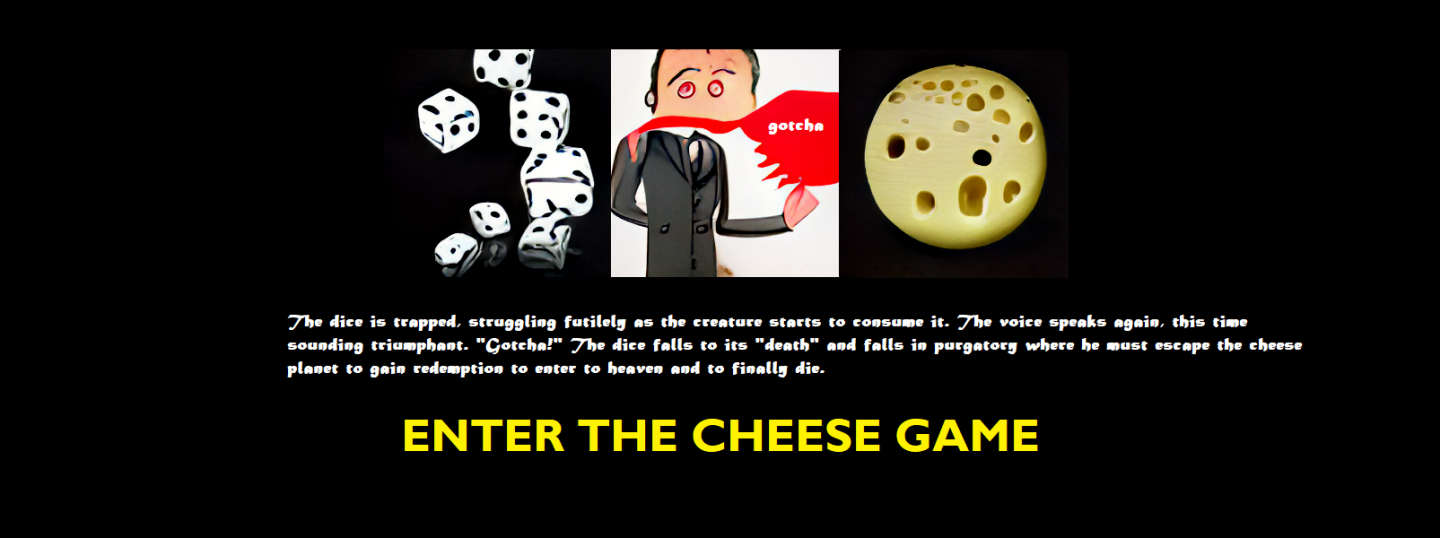 gotcha
The dice is trapped, struggling futilely as the creature starts to consume it. The voice speaks again, this time
sounding triumphant. "Gotcha!" The dice falls to its "death" and falls in purgatory where he must escape the cheese
planet to gain redemption to enter to heaven and to finally die.
ENTER THE CHEESE GAME